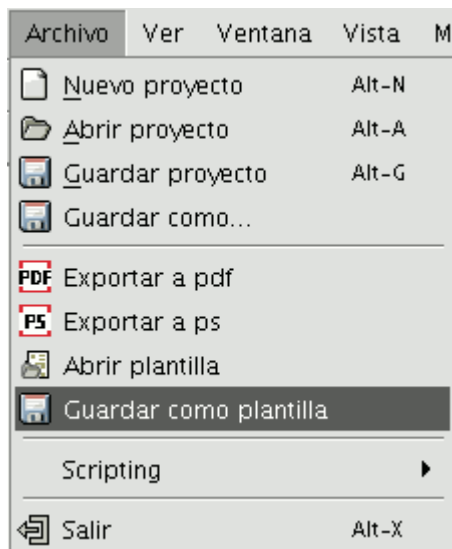 Archivo Ver Ventana Vista M
Nuevo proyecto Alt-N
Abrir proyecto Alt-A
Guardar proyecto Alt-G
Guardar como...
PDF Exportar a pdf
PS Exportar a ps
Abrir plantilla
Guardar como plantilla
Scripting
Salir Alt-X